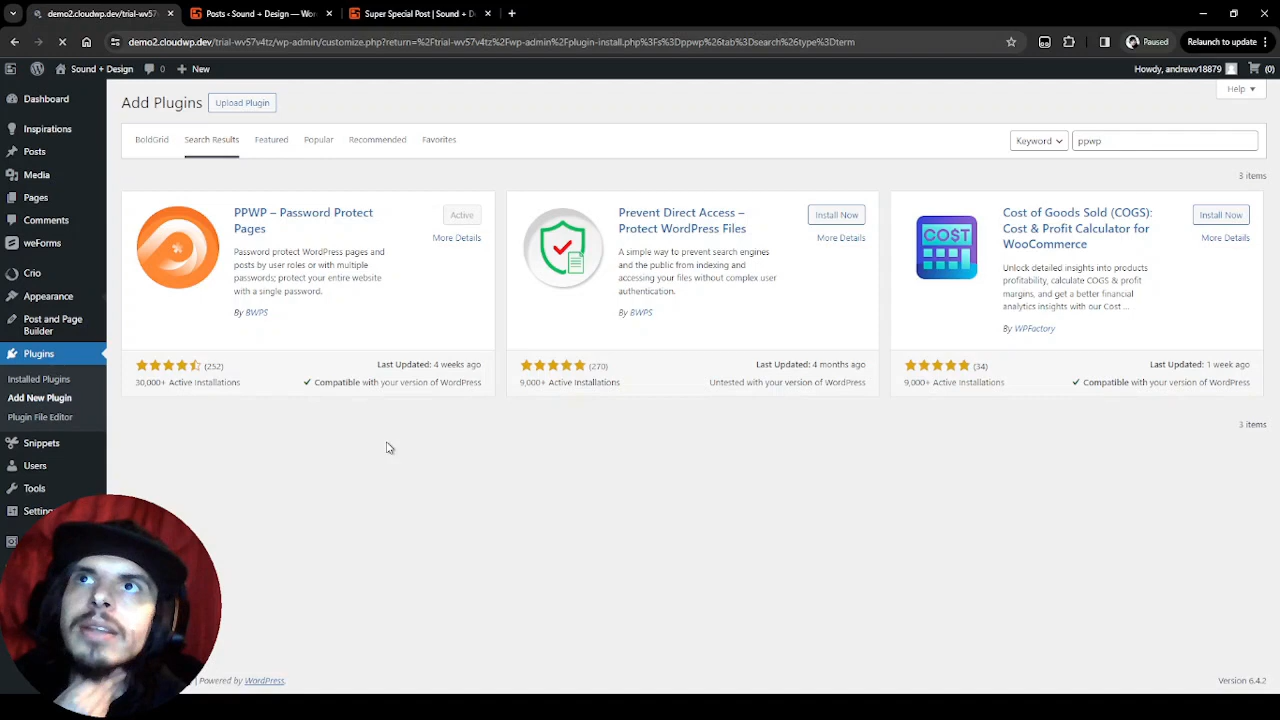 demo2.cloudwp.dev/trial-wv57
Posts ‹ Sound + Design — Wor
Super Special Post | Sound + D
demo2.cloudwp.dev/trial-wv57v4tz/wp-admin/customize.php?return=%2Ftrial-wv57v4tz%2Fwp-admin%2Fplugin-install.php%3Fs%3Dppwp%26tab%3Dsearch%26type%3Dterm
Paused
Relaunch to update
Sound + Design
0
New
Howdy, andrewv18879
(0)
Dashboard
Inspirations
Posts
Media
Pages
Comments
weForms
Crio
Appearance
Post and Page
Builder
Plugins
Installed Plugins
Add New Plugin
Plugin File Editor
Snippets
Users
Tools
Add Plugins
Upload Plugin
Help
BoldGrid
Search Results
Featured
Popular
Recommended
Favorites
Keyword
ppwp
3 items
PPWP – Password Protect
Pages
Active
More Details
Password protect WordPress pages and
posts by user roles or with multiple
passwords; protect your entire website
with a single password.
By BWPS
(252)
30,000+ Active Installations
Last Updated: 4 weeks ago
Compatible with your version of WordPress
Prevent Direct Access –
Protect WordPress Files
Install Now
More Details
A simple way to prevent search engines
and the public from indexing and
accessing your files without complex user
authentication.
By BWPS
(270)
9,000+ Active Installations
Last Updated: 4 months ago
Untested with your version of WordPress
COST
Cost of Goods Sold (COGS):
Cost & Profit Calculator for
WooCommerce
Install Now
More Details
Unlock detailed insights into products
profitability, calculate COGS & profit
margins, and get a better financial
analytics insights with our Cost ...
By WPFactory
(34)
9,000+ Active Installations
Last Updated: 1 week ago
Compatible with your version of WordPress
3 items
Powered by WordPress.
Version 6.4.2